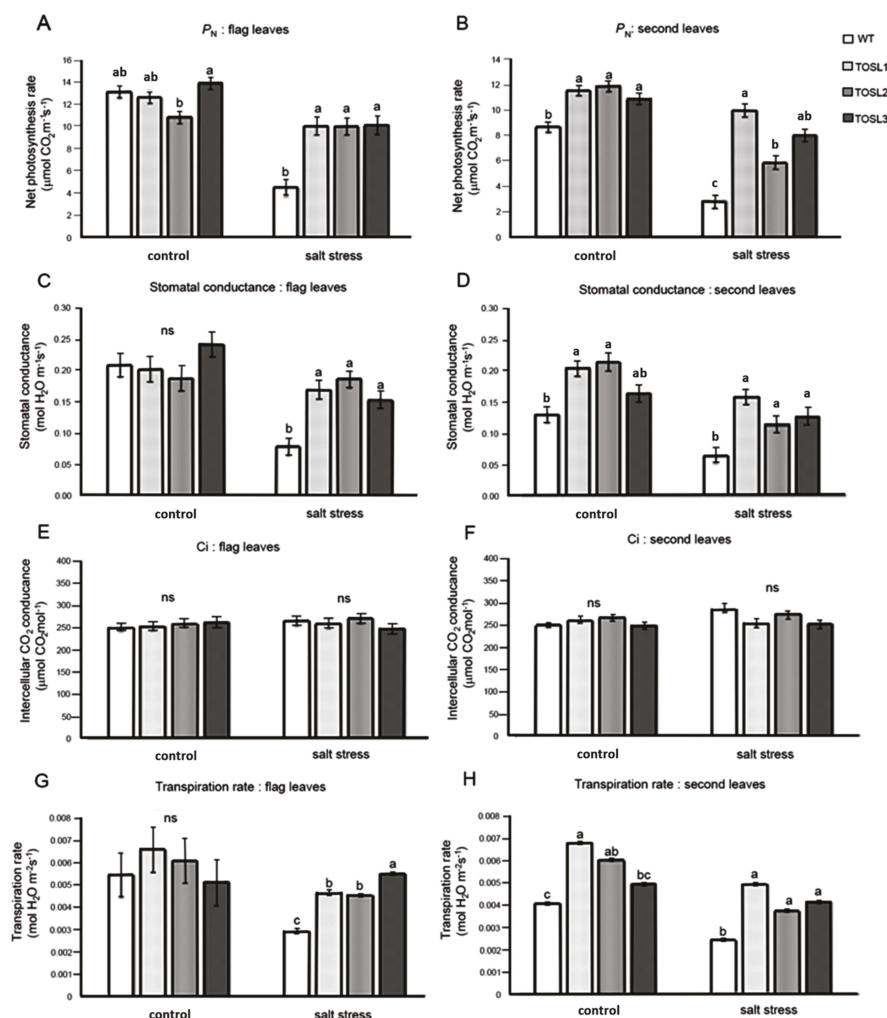 A
P_N : flag leaves
Net photosynthesis rate
(μmol CO₂m⁻¹s⁻¹)
16
14
12
10
8
6
4
2
0
ab
ab
b
a
b
a
a
a
control
salt stress
B
P_N: second leaves
Net photosynthesis rate
(μmol CO₂m⁻¹s⁻¹)
14
12
10
8
6
4
2
0
b
a
a
a
c
a
b
ab
control
salt stress
WT
TOSL1
TOSL2
TOSL3
C
Stomatal conductance : flag leaves
Stomatal conductance
(mol H₂O m⁻¹s⁻¹)
0.30
0.25
0.20
0.15
0.10
0.05
0.00
ns
b
a
a
a
control
salt stress
D
Stomatal conductance : second leaves
Stomatal conductance
(mol H₂O m⁻¹s⁻¹)
0.30
0.25
0.20
0.15
0.10
0.05
0.00
b
a
a
ab
b
a
a
a
control
salt stress
E
Ci : flag leaves
Intercellular CO₂ conducance
(μmol CO₂mol⁻¹)
400
350
300
250
200
150
100
50
0
ns
ns
control
salt stress
F
Ci : second leaves
Intercellular CO₂ conducance
(μmol CO₂mol⁻¹)
400
350
300
250
200
150
100
50
0
ns
ns
control
salt stress
G
Transpiration rate : flag leaves
Transpiration rate
(mol H₂O m⁻²s⁻¹)
0.008
0.007
0.006
0.005
0.004
0.003
0.002
0.001
0
ns
c
b
b
a
control
salt stress
H
Transpiration rate : second leaves
Transpiration rate
(mol H₂O m⁻²s⁻¹)
0.008
0.007
0.006
0.005
0.004
0.003
0.002
0.001
0
c
a
ab
bc
b
a
a
a
control
salt stress